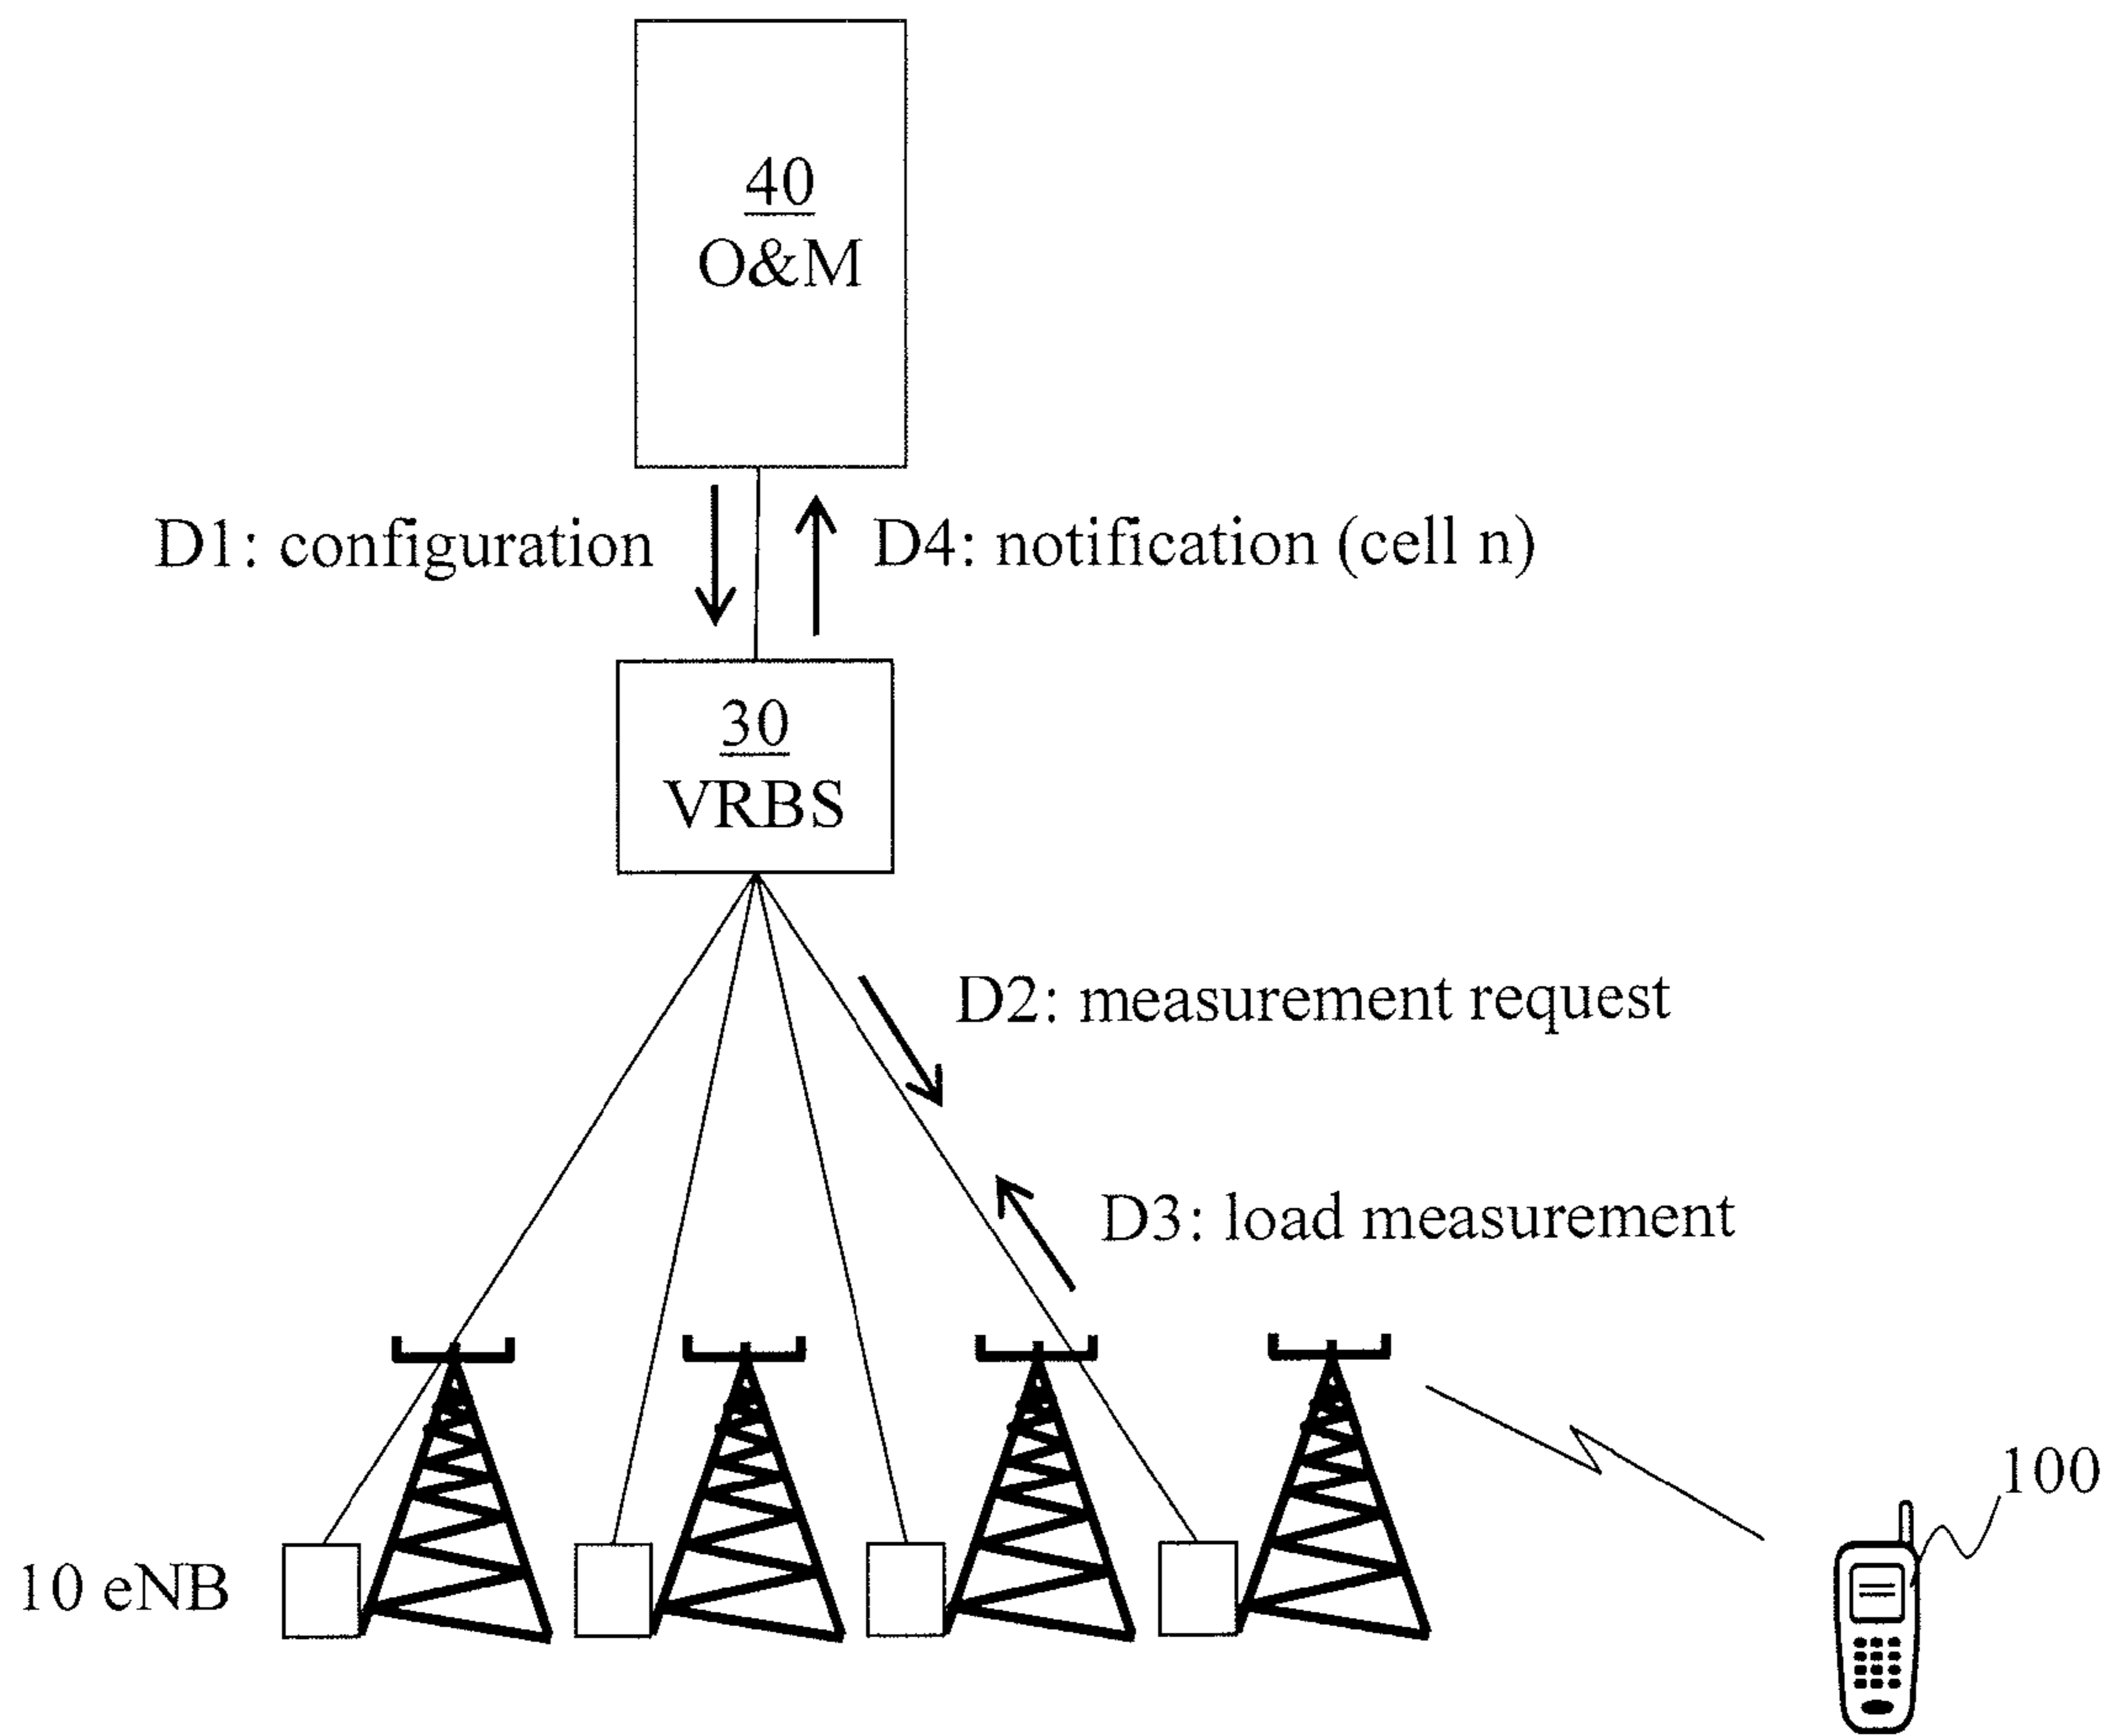 40
O&M
D1: configuration
D4: notification (cell n)
30
VRBS
D2: measurement request
D3: load measurement
100
10 eNB